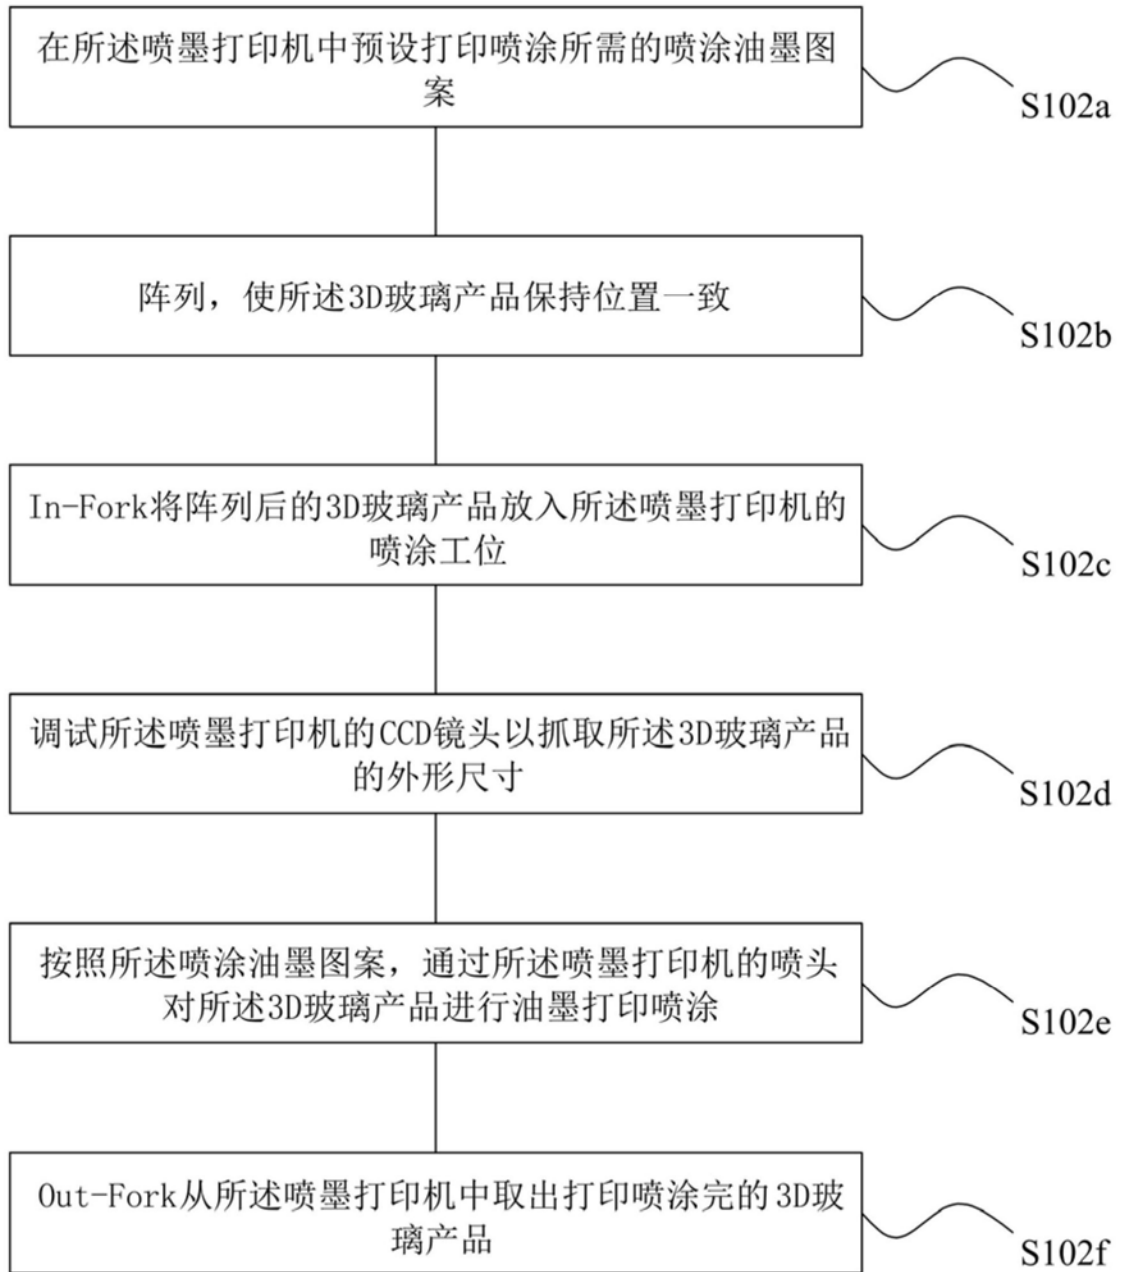 在所述喷墨打印机中预设打印喷涂所需的喷涂油墨图
案
S102a
阵列，使所述3D玻璃产品保持位置一致
S102b
In-Fork将阵列后的3D玻璃产品放入所述喷墨打印机的
喷涂工位
S102c
调试所述喷墨打印机的CCD镜头以抓取所述3D玻璃产品
的外形尺寸
S102d
按照所述喷涂油墨图案，通过所述喷墨打印机的喷头
对所述3D玻璃产品进行油墨打印喷涂
S102e
Out-Fork从所述喷墨打印机中取出打印喷涂完的3D玻
璃产品
S102f